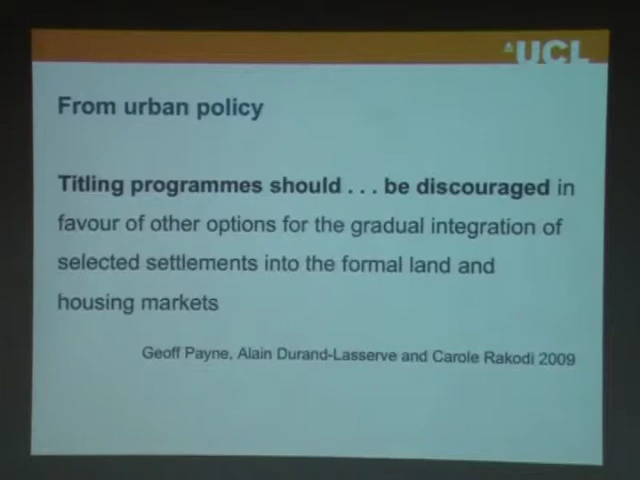 UCL
From urban policy
Titling programmes should . . . be discouraged in
favour of other options for the gradual integration of
selected settlements into the formal land and
housing markets
Geoff Payne, Alain Durand-Lasserve and Carole Rakodi 2009